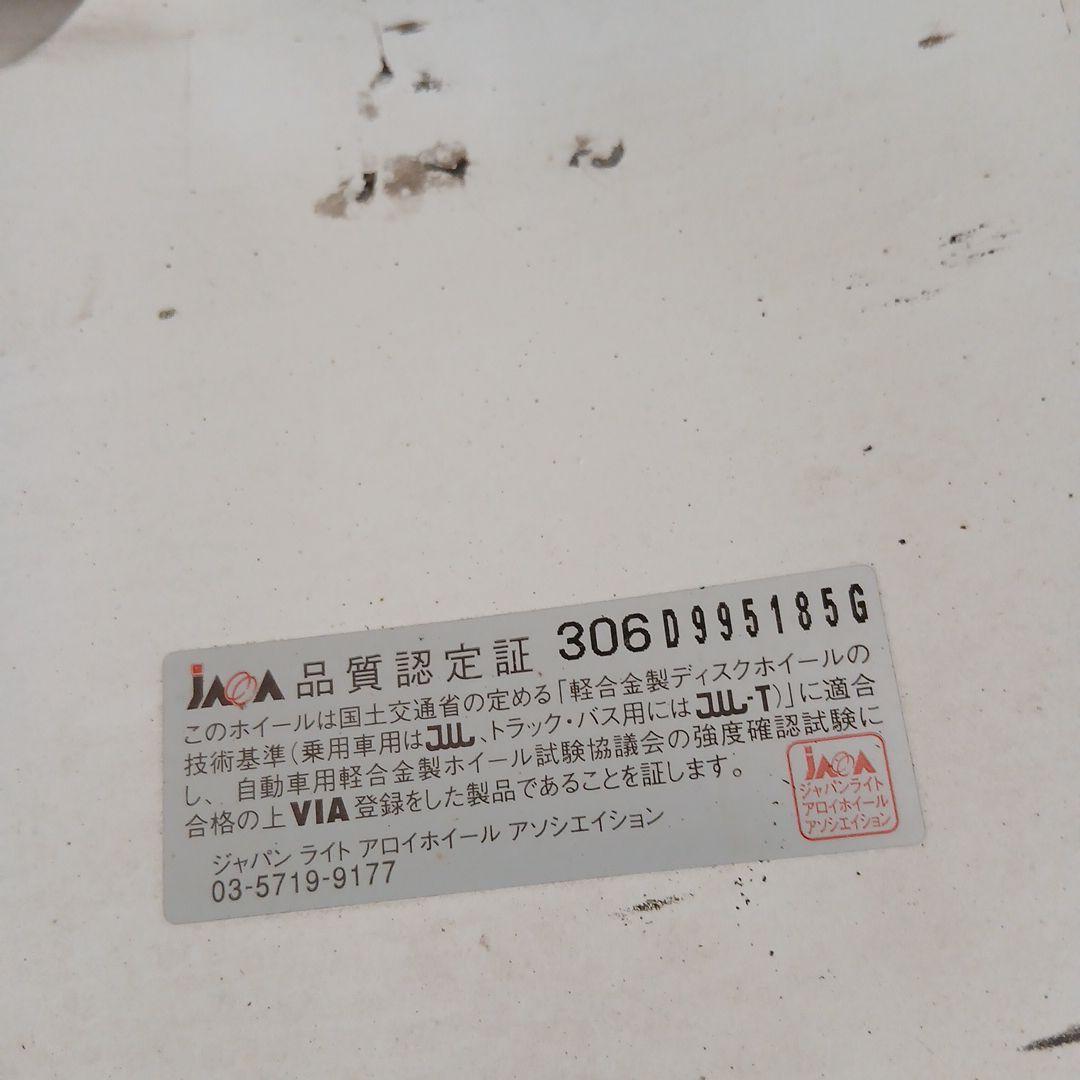 JAWA 品質認定証 306 D995185G
このホイールは国土交通省の定める「軽合金製ディスクホイールの
技術基準(乗用車用はJWL、トラック・バス用にはJWL-T)」に適合
し、自動車用軽合金製ホイール試験協議会の強度確認試験に
合格の上VIA登録をした製品であることを証します。
ジャパン ライト アロイホイール アソシエイション
03-5719-9177
JAWA
ジャパンライト
アロイホイール
アソシエイション